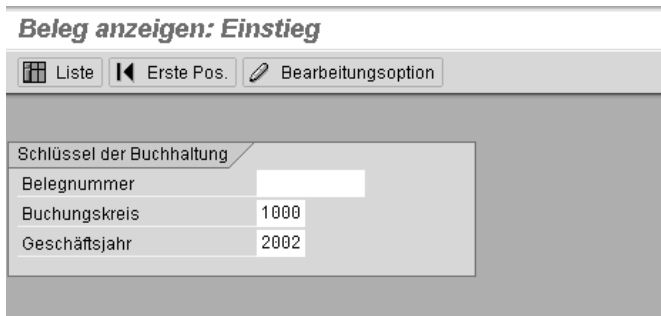 Beleg anzeigen: Einstieg
Liste Erste Pos. Bearbeitungsoption
Schlüssel der Buchhaltung
Belegnummer
Buchungskreis 1000
Geschäftsjahr 2002